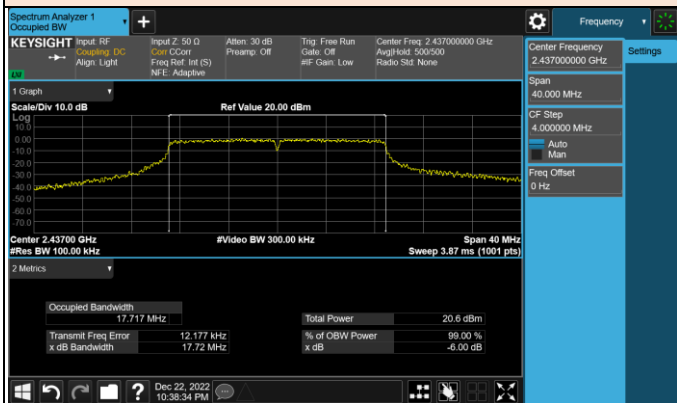 Spectrum Analyzer 1
Occupied BW
Frequency
KEYSIGHT
Input: RF
Coupling: DC
Align: Light
Input Z: 50 Ω
Corr CCorr
Freq Ref: Int (S)
NFE: Adaptive
Atten: 30 dB
Preamp: Off
Trig: Free Run
Gate: Off
#IF Gain: Low
Center Freq: 2.437000000 GHz
Avg|Hold: 500/500
Radio Std: None
Center Frequency
2.437000000 GHz
Settings
Span
40.000 MHz
CF Step
4.000000 MHz
Auto
Man
Freq Offset
0 Hz
1 Graph
Scale/Div 10.0 dB
Ref Value 20.00 dBm
Log
10.0
0.00
-10.0
-20.0
-30.0
-40.0
-50.0
-60.0
-70.0
Center 2.43700 GHz
#Video BW 300.00 kHz
Span 40 MHz
#Res BW 100.00 kHz
Sweep 3.87 ms (1001 pts)
2 Metrics
Occupied Bandwidth
17.717 MHz
Total Power 20.6 dBm
Transmit Freq Error 12.177 kHz
% of OBW Power 99.00 %
x dB Bandwidth 17.72 MHz
x dB -6.00 dB
Dec 22, 2022
10:38:34 PM